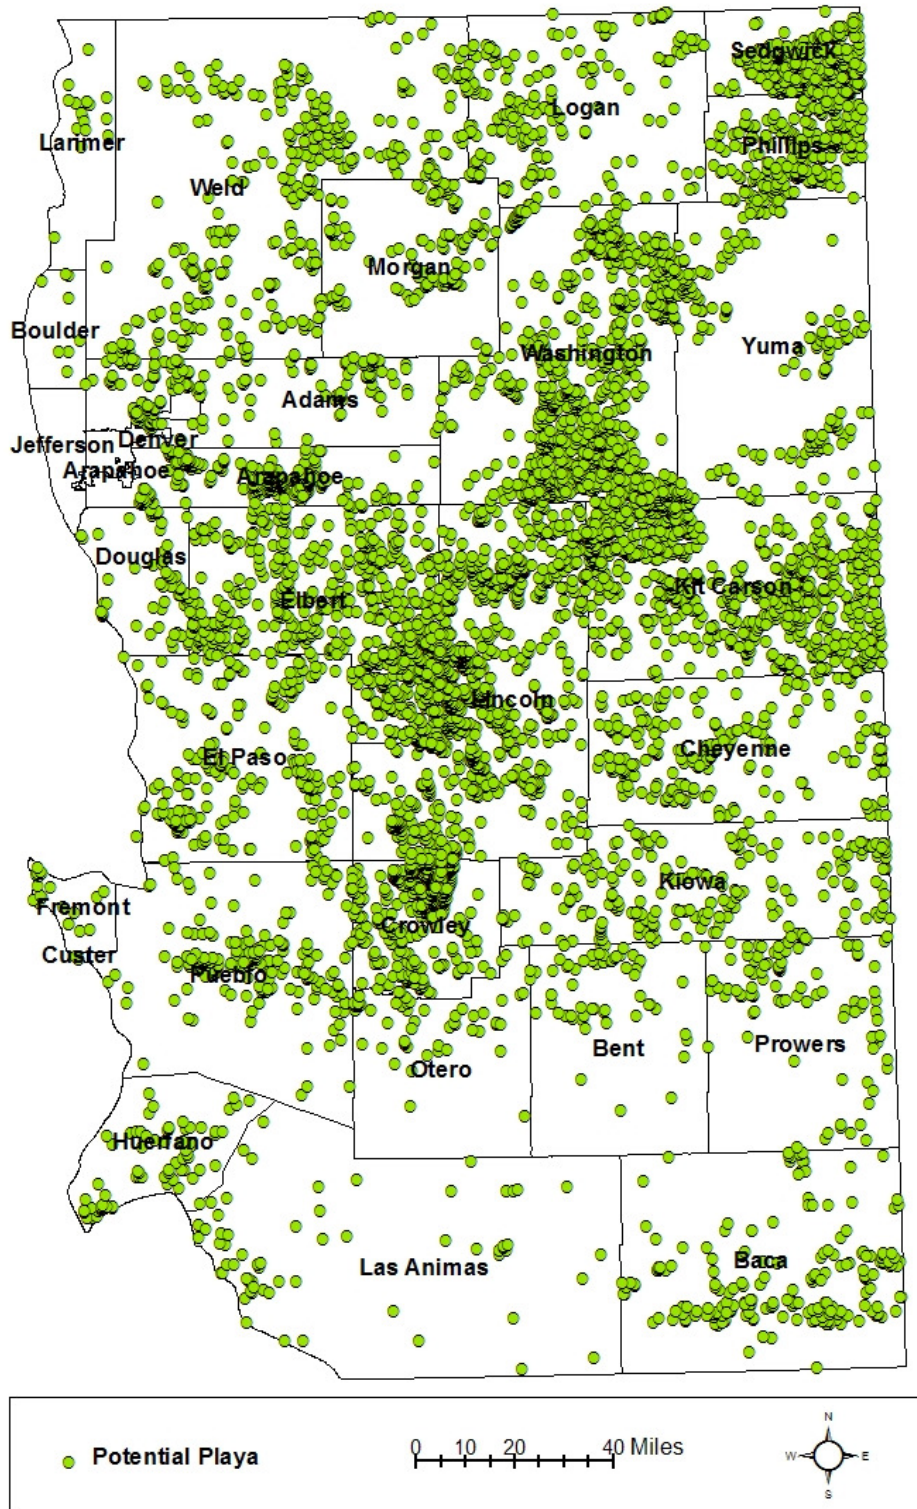 Sedgwick
Logan
Larimer
Phillips
Weld
Morgan
Boulder
Washington
Yuma
Adams
Jefferson
Denver
Arapahoe
Arapahoe
Douglas
Elbert
Kit Carson
Lincoln
El Paso
Cheyenne
Kiowa
Fremont
Crowley
Custer
Pueblo
Bent
Prowers
Otero
Huerfano
Las Animas
Baca
Potential Playa
0 10 20 40 Miles
N
W E
S